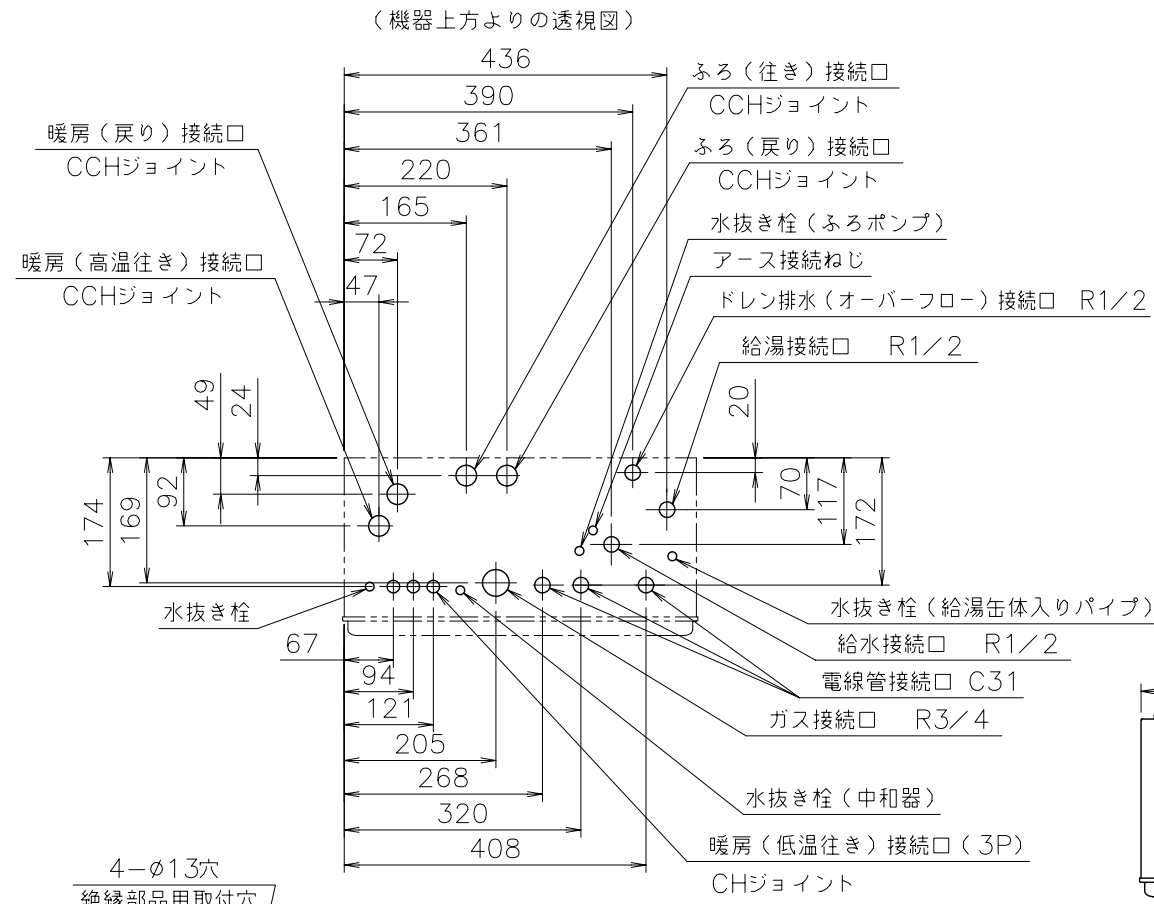 （機器上方よりの透視図）
436
ふろ（往き）接続口
CCHジョイント
390
暖房（戻り）接続口
CCHジョイント
361
ふろ（戻り）接続口
CCHジョイント
220
165
水抜き栓（ふろポンプ）
72
アース接続ねじ
暖房（高温往き）接続口
CCHジョイント
47
ドレン排水（オーバーフロー）接続口 R1/2
給湯接続口 R1/2
49
24
20
174
169
92
70
117
172
水抜き栓
水抜き栓（給湯缶体入りパイプ）
67
給水接続口 R1/2
94
電線管接続口 C31
121
ガス接続口 R3/4
205
268
水抜き栓（中和器）
320
暖房（低温往き）接続口（3P）
CHジョイント
408
4-φ13穴
絶縁部品用取付穴